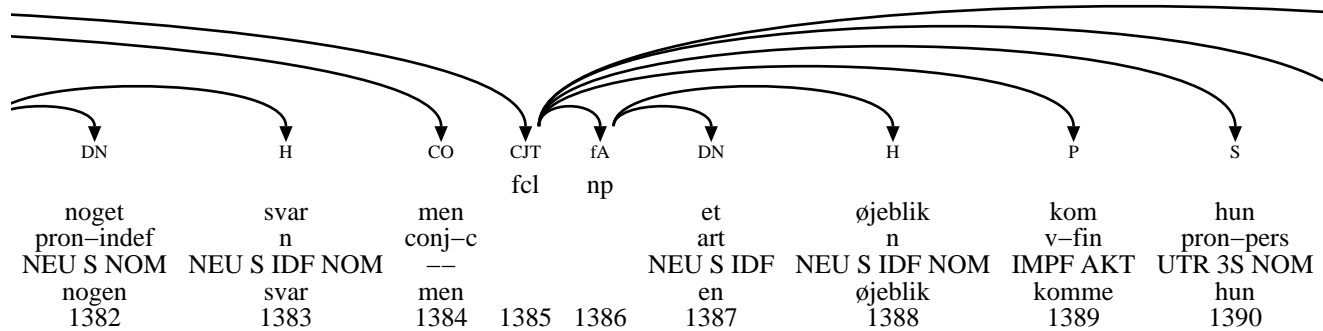 DN H CO CJT fA DN H P S
fcl np
noget svar men et øjeblik kom hun
pron−indef n conj−c art n v−fin pron−pers
NEU S NOM NEU S IDF NOM −− NEU S IDF NEU S IDF NOM IMPF AKT UTR 3S NOM
nogen svar men en øjeblik komme hun
1382 1383 1384 1385 1386 1387 1388 1389 1390